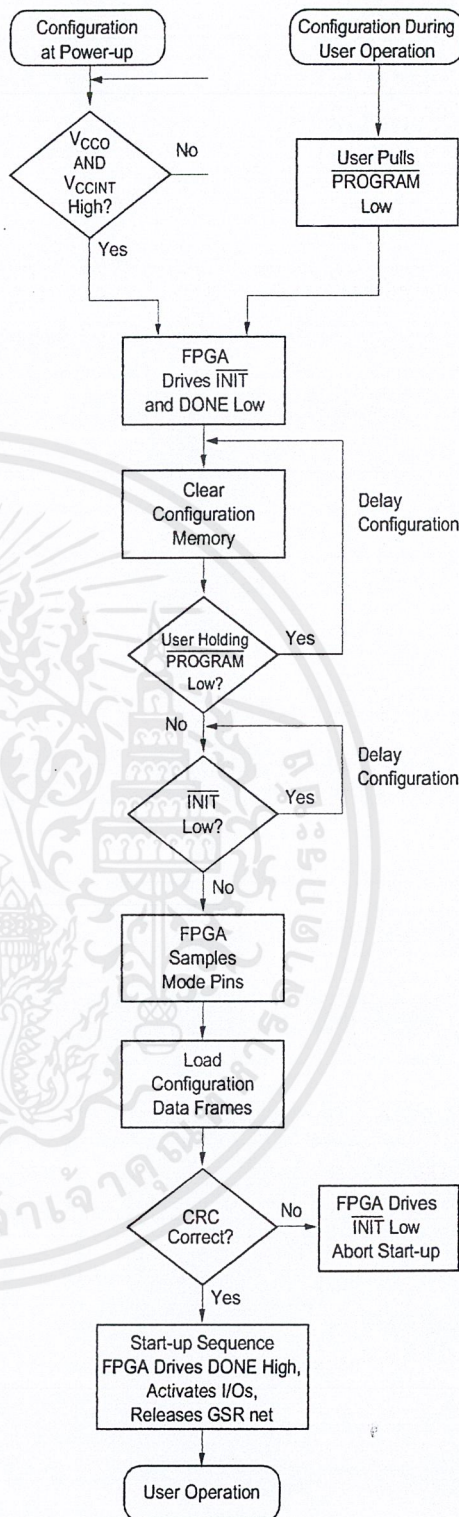 Configuration
at Power-up
Configuration During
User Operation
VCCO
AND
VCCINT
High?
No
Yes
User Pulls
PROGRAM
Low
FPGA
Drives INIT
and DONE Low
Clear
Configuration
Memory
Delay
Configuration
User Holding
PROGRAM
Low?
Yes
No
Delay
Configuration
INIT
Low?
Yes
No
FPGA
Samples
Mode Pins
Load
Configuration
Data Frames
CRC
Correct?
No
FPGA Drives
INIT Low
Abort Start-up
Yes
Start-up Sequence
FPGA Drives DONE High,
Activates I/Os,
Releases GSR net
User Operation